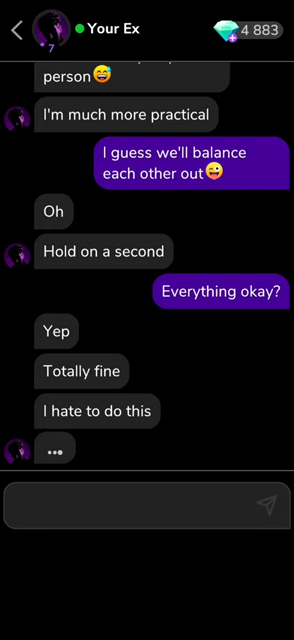 Your Ex
4 883
7
person😅
I'm much more practical
I guess we'll balance
each other out😜
Oh
Hold on a second
Everything okay?
Yep
Totally fine
I hate to do this
...